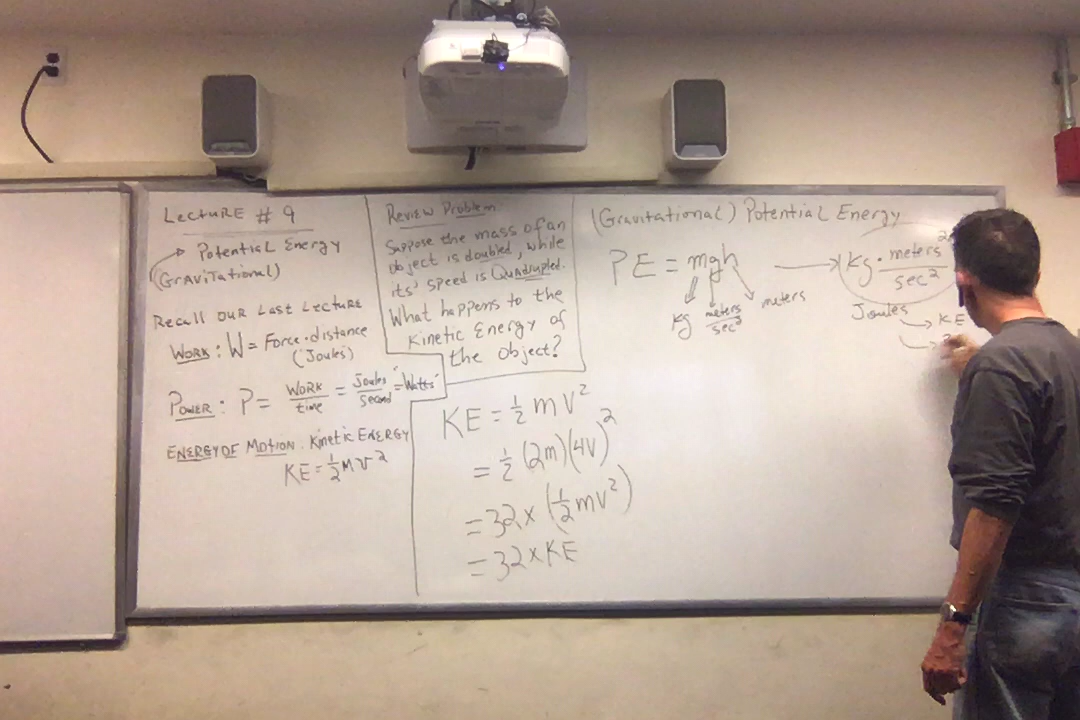 LECTURE # 9
Potential Energy
(GRAVITATIONAL)
RECALL OUR LAST LECTURE
WORK: W = Force · distance
(Joules)
POWER: P = WORK/time = Joules/second = "Watts"
ENERGY OF MOTION: Kinetic ENERGY
KE = 1/2 mv²
Review Problem:
Suppose the mass of an
object is doubled, while
its' speed is Quadrupled.
What happens to the
Kinetic Energy of
the object?
KE = 1/2 mv²
= 1/2 (2m)(4v)²
= 32 x (1/2 mv²)
= 32 x KE
(Gravitational) Potential Energy
PE = mgh → Kg · meters²/sec²
Kg meters/sec² meters
Joules
→ KE